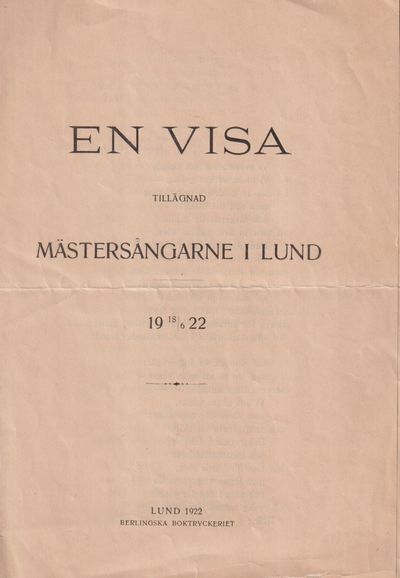 EN VISA
TILLÄGNAD
MÄSTERSÅNGARNE I LUND
19 18/6 22
LUND 1922
BERLINGSKA BOKTRYCKERIET